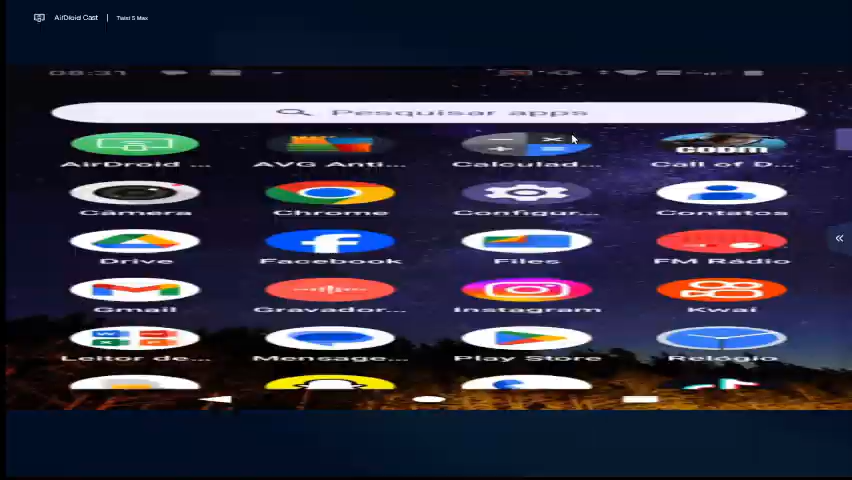 AirDroid Cast | Twist 5 Max
08:31
Pesquisar apps
AirDroid ... AVG Anti... Calculad... Call of D...
Câmera Chrome Configur... Contatos
Drive Facebook Files FM Rádio
Gmail Gravador... Instagram Kwai
Leitor de... Mensage... Play Store Relógio